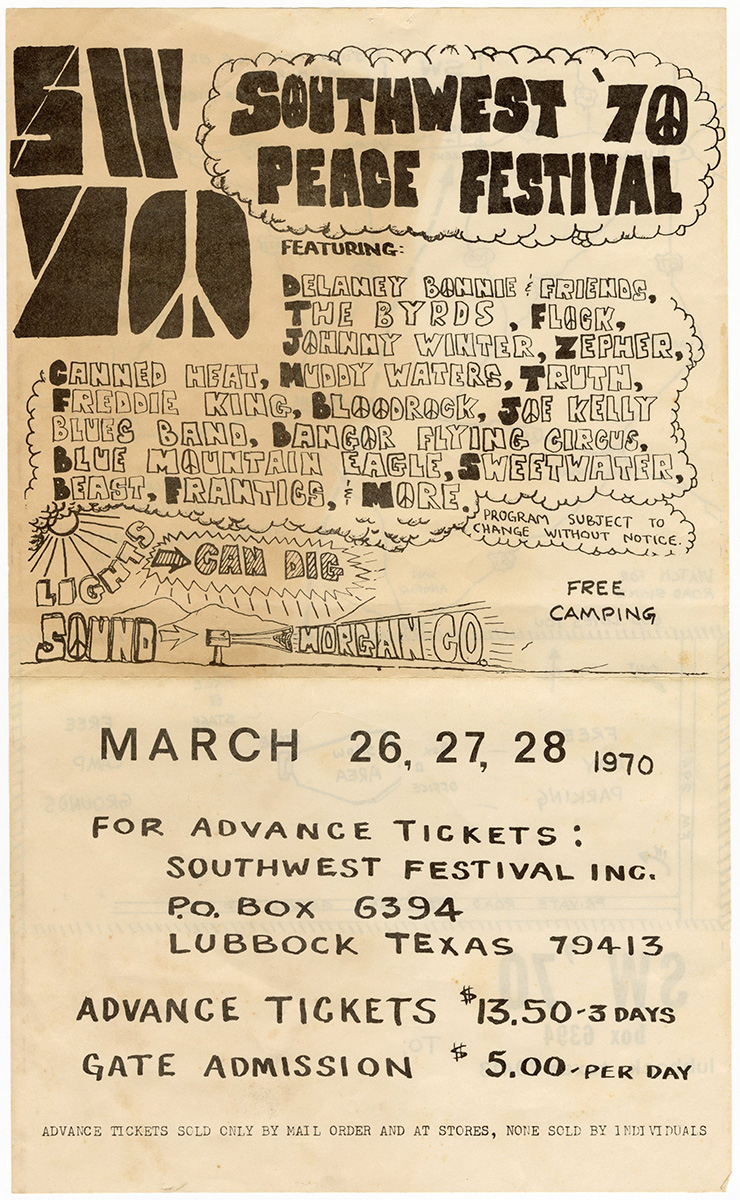 SW
70
SOUTHWEST '70
PEACE FESTIVAL
FEATURING:
DELANEY BONNIE & FRIENDS,
THE BYRDS, FLOCK,
JOHNNY WINTER, ZEPHER,
CANNED HEAT, MUDDY WATERS, TRUTH,
FREDDIE KING, BLOODROCK, JOE KELLY
BLUES BAND, BANGOR FLYING CIRCUS,
BLUE MOUNTAIN EAGLE, SWEETWATER,
BEAST, FRANTICS, & MORE.
PROGRAM SUBJECT TO
CHANGE WITHOUT NOTICE.
LIGHTS CAN DIG
SOUND MORGAN CO.
FREE
CAMPING
MARCH 26, 27, 28 1970
FOR ADVANCE TICKETS:
SOUTHWEST FESTIVAL INC.
P.O. BOX 6394
LUBBOCK TEXAS 79413
ADVANCE TICKETS $13.50-3 DAYS
GATE ADMISSION $5.00-PER DAY
ADVANCE TICKETS SOLD ONLY BY MAIL ORDER AND AT STORES, NONE SOLD BY INDIVIDUALS